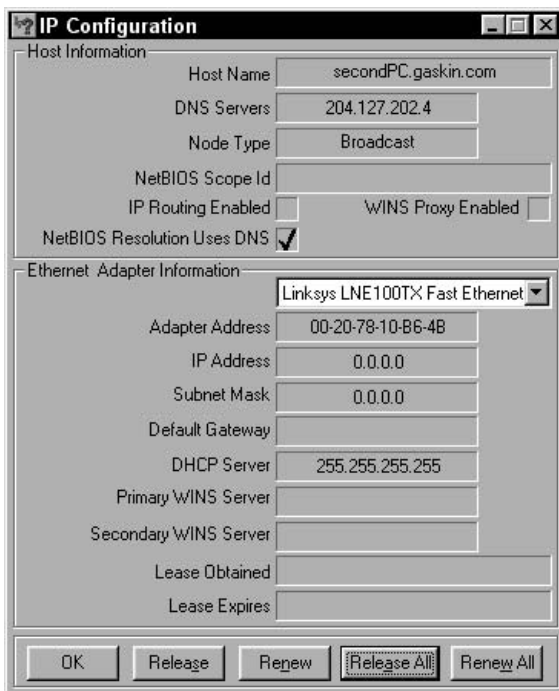 IP Configuration
Host Information
Host Name secondPC.gaskin.com
DNS Servers 204.127.202.4
Node Type Broadcast
NetBIOS Scope Id
IP Routing Enabled WINS Proxy Enabled
NetBIOS Resolution Uses DNS
Ethernet Adapter Information
Linksys LNE100TX Fast Ethernet
Adapter Address 00-20-78-10-B6-4B
IP Address 0.0.0.0
Subnet Mask 0.0.0.0
Default Gateway
DHCP Server 255.255.255.255
Primary WINS Server
Secondary WINS Server
Lease Obtained
Lease Expires
OK Release Renew Release All Renew All